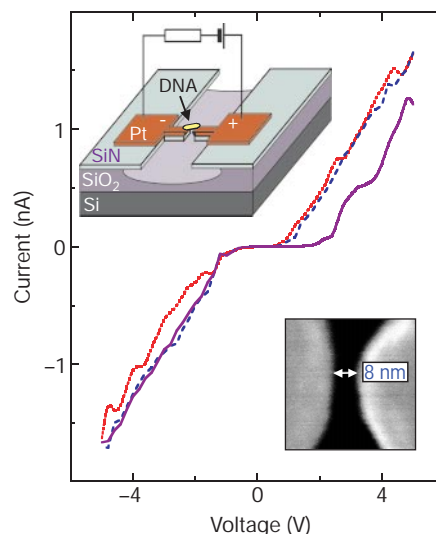 1
0
−1
Current (nA)
−4
0
4
Voltage (V)
DNA
Pt
-
+
SiN
SiO2
Si
8 nm